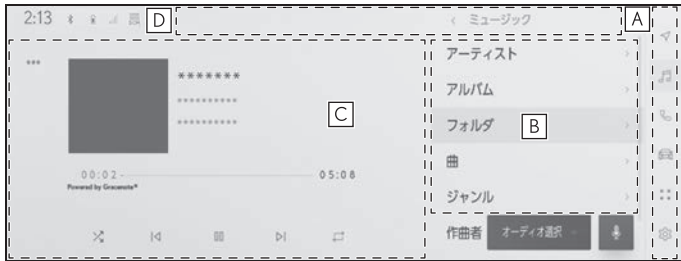 2:13
D
A
< ミュージック
***
*******
**********
**********
C
00:02
05:08
Powered by Gracenote®
アーティスト
アルバム
フォルダ
B
曲
ジャンル
作曲者
オーディオ選択